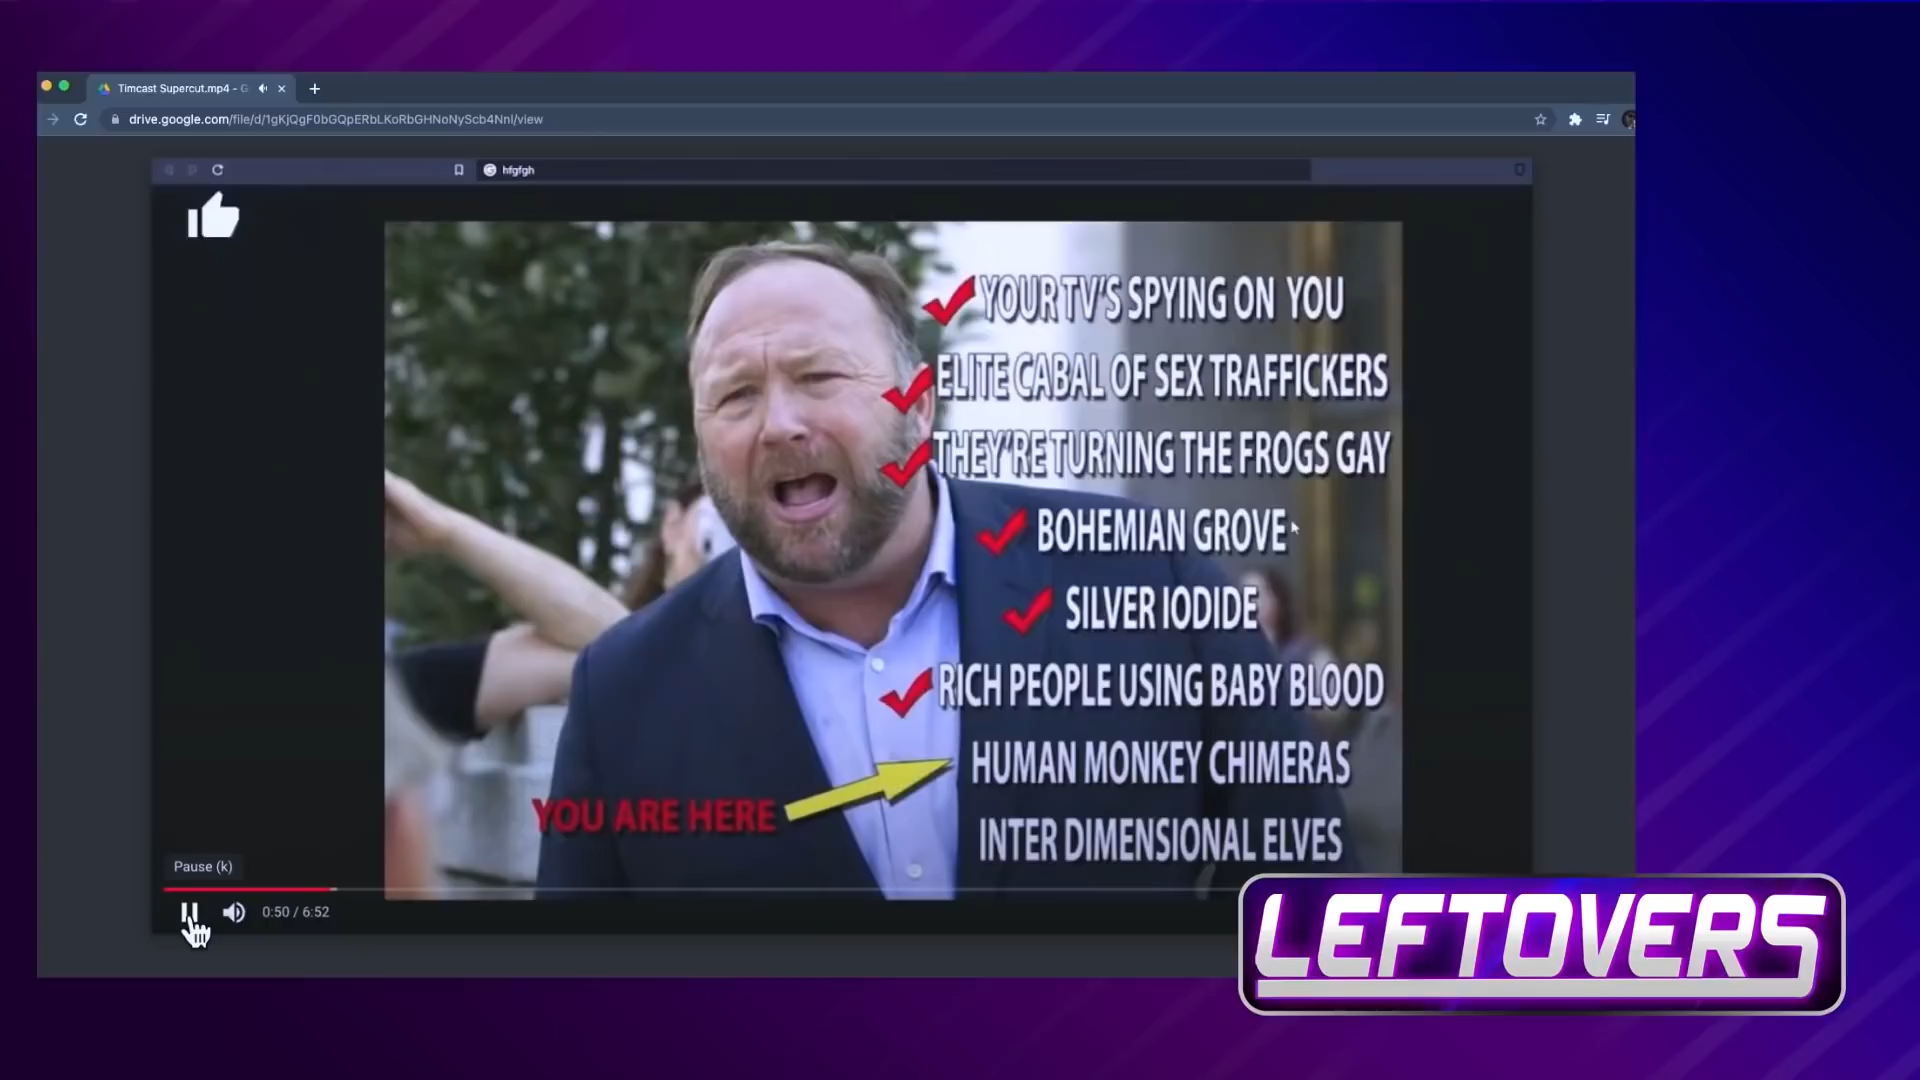 Timcast Supercut.mp4 - G
drive.google.com/file/d/1gKjQgF0bGQpERbLKoRbGHNoNyScb4Nnl/view
hfgfgh
YOUR TV'S SPYING ON YOU
ELITE CABAL OF SEX TRAFFICKERS
THEY'RE TURNING THE FROGS GAY
BOHEMIAN GROVE
SILVER IODIDE
RICH PEOPLE USING BABY BLOOD
HUMAN MONKEY CHIMERAS
YOU ARE HERE
INTER DIMENSIONAL ELVES
Pause (k)
0:50 / 6:52
LEFTOVERS